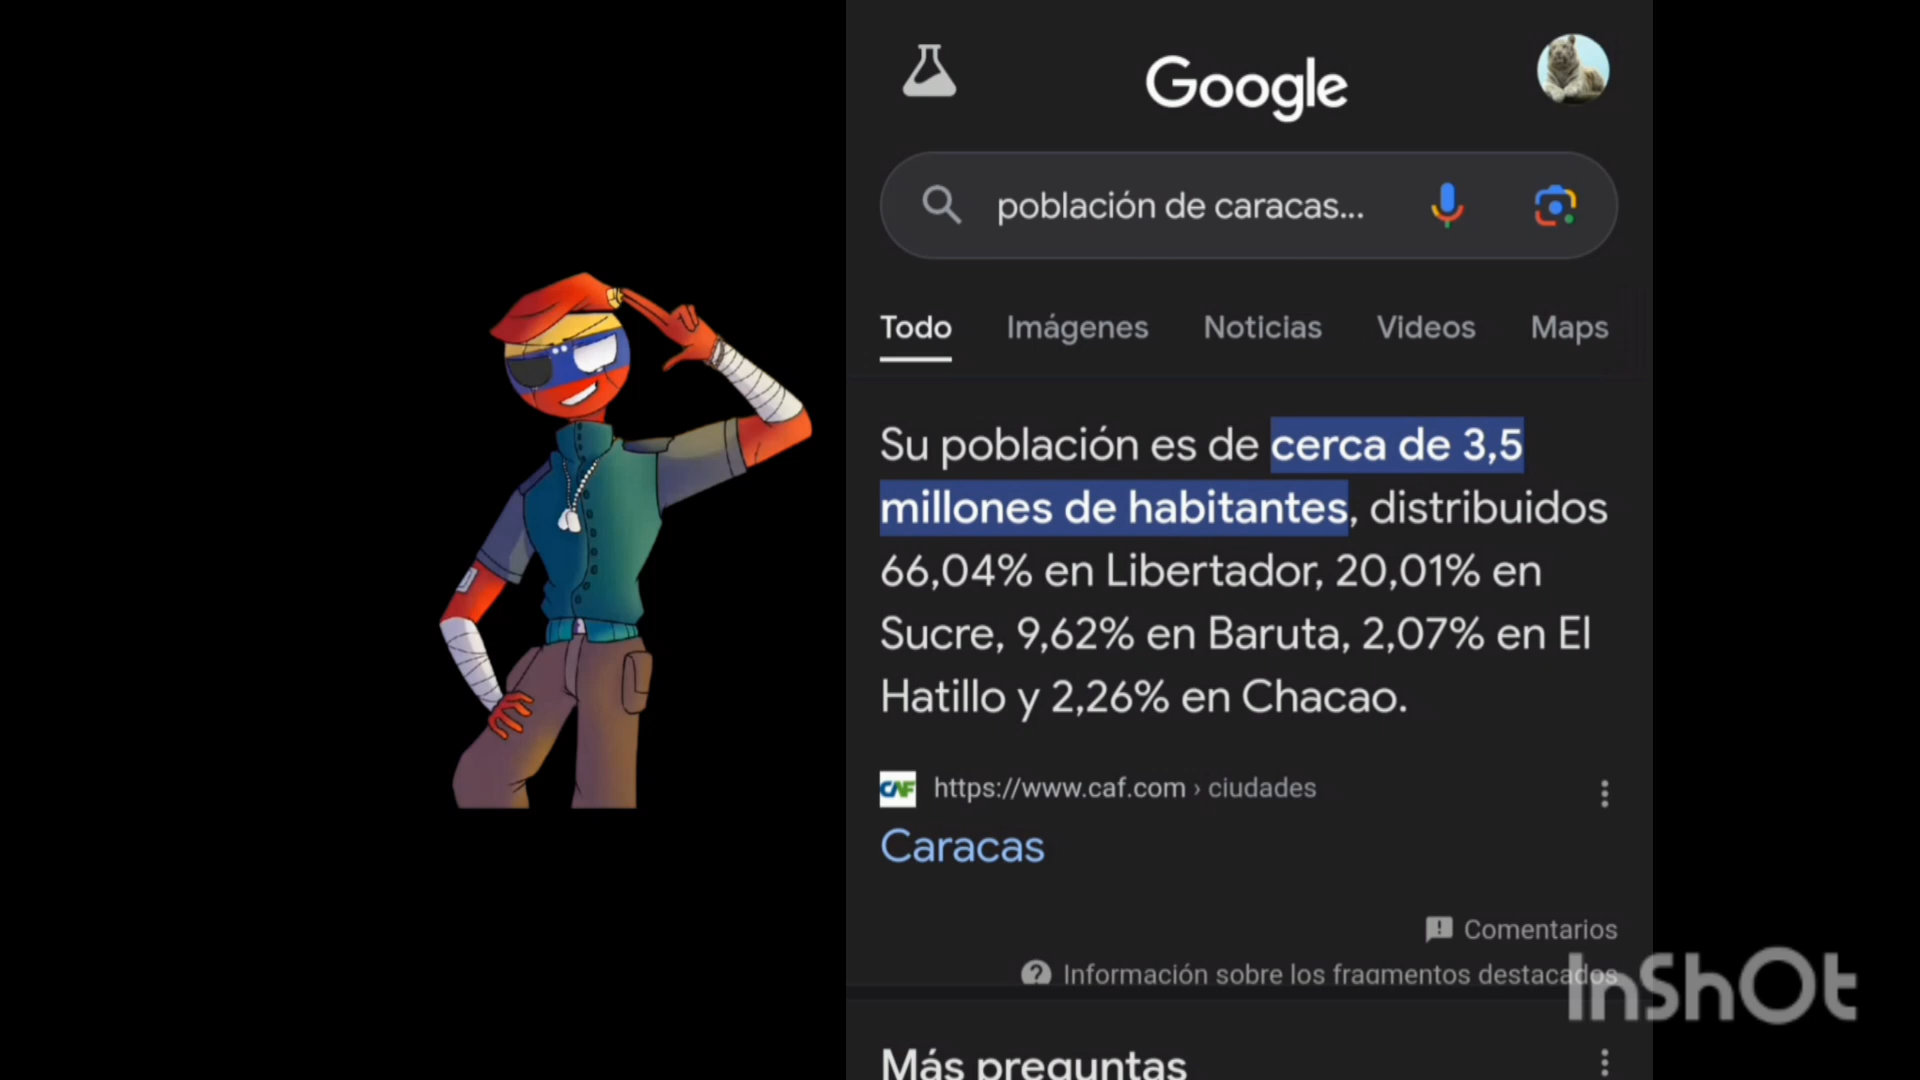 Google
población de caracas...
Todo Imágenes Noticias Videos Maps
Su población es de cerca de 3,5
millones de habitantes, distribuidos
66,04% en Libertador, 20,01% en
Sucre, 9,62% en Baruta, 2,07% en El
Hatillo y 2,26% en Chacao.
CAF https://www.caf.com › ciudades
Caracas
Comentarios
Información sobre los fragmentos destacados
InShOt
Más preguntas